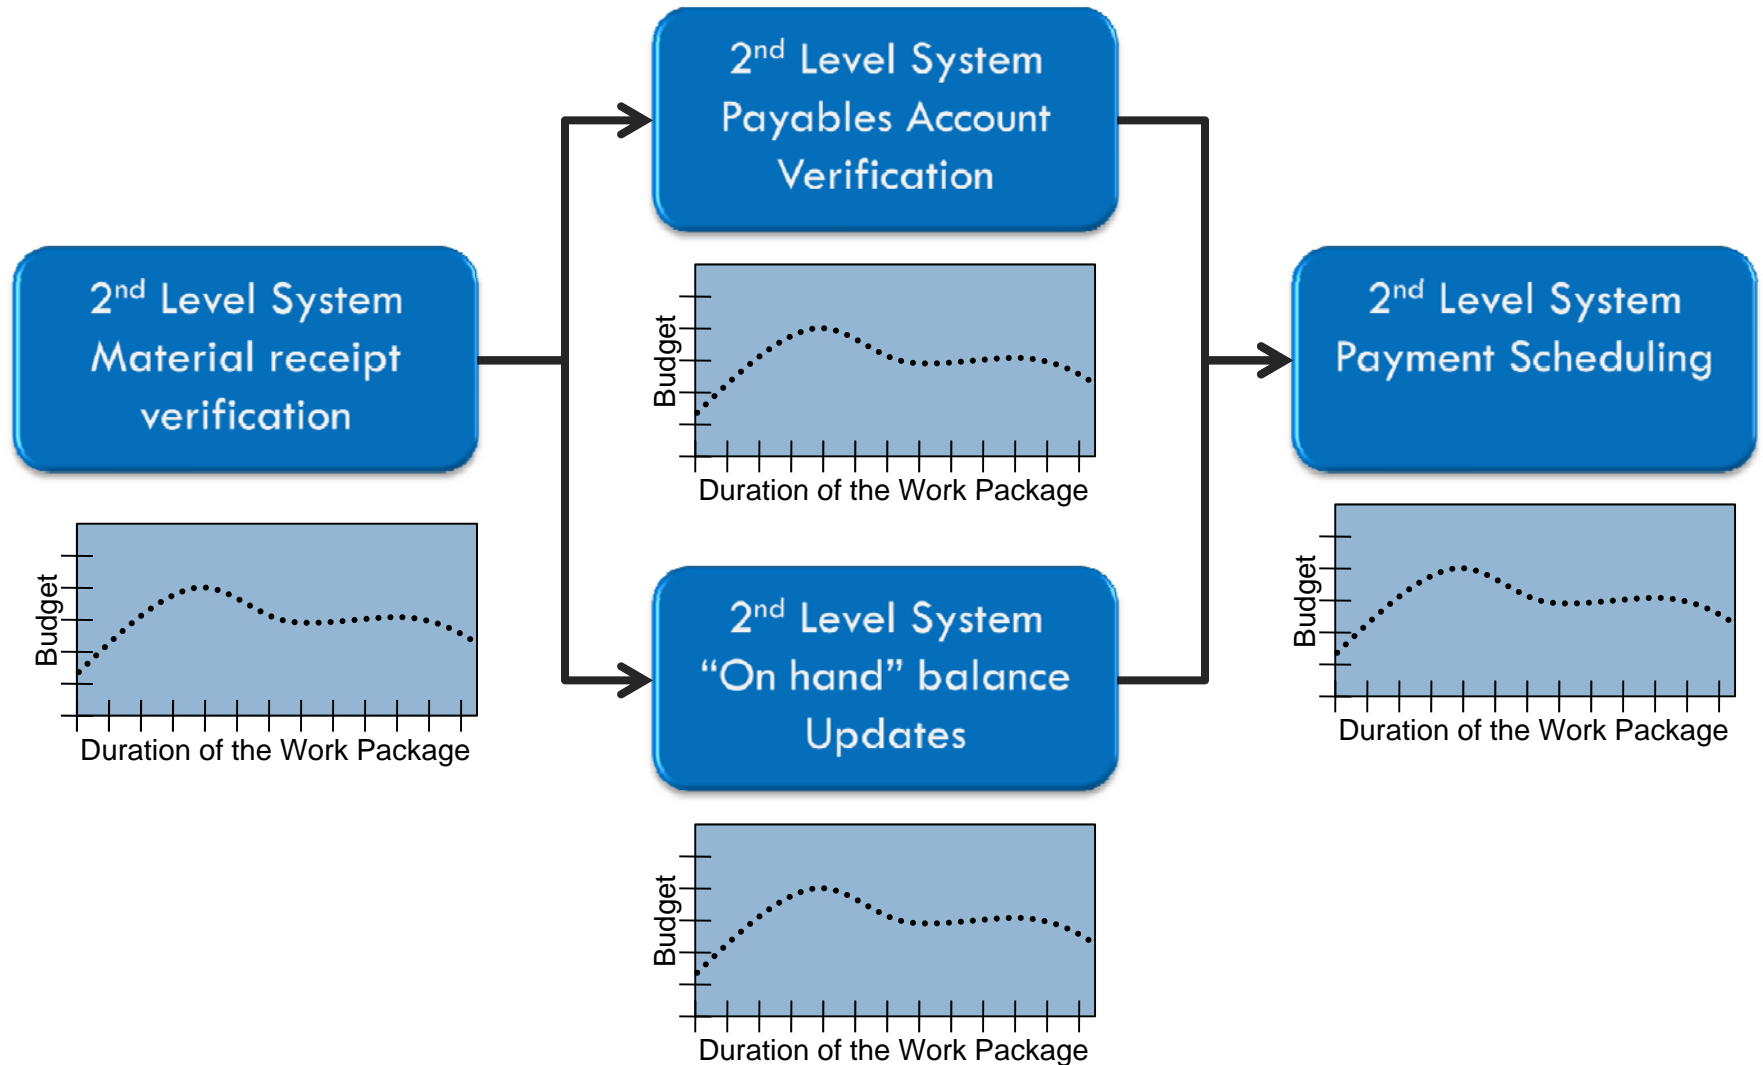 2nd Level System
Payables Account
Verification
Budget
Duration of the Work Package
2nd Level System
Material receipt
verification
Budget
Duration of the Work Package
2nd Level System
“On hand” balance
Updates
Budget
Duration of the Work Package
2nd Level System
Payment Scheduling
Budget
Duration of the Work Package